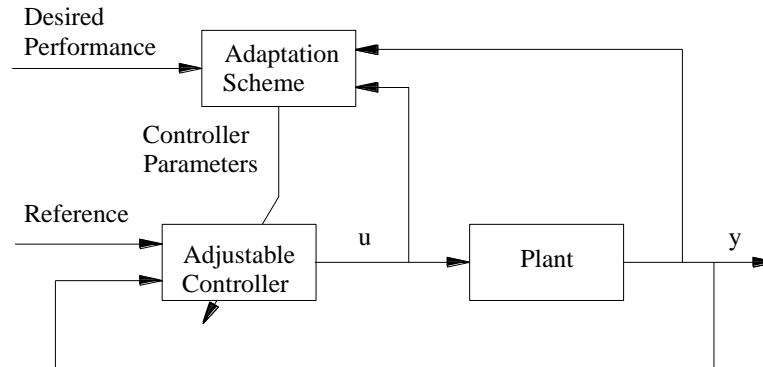 Desired
Performance
Adaptation
Scheme
Controller
Parameters
Reference
Adjustable
Controller
u
Plant
y